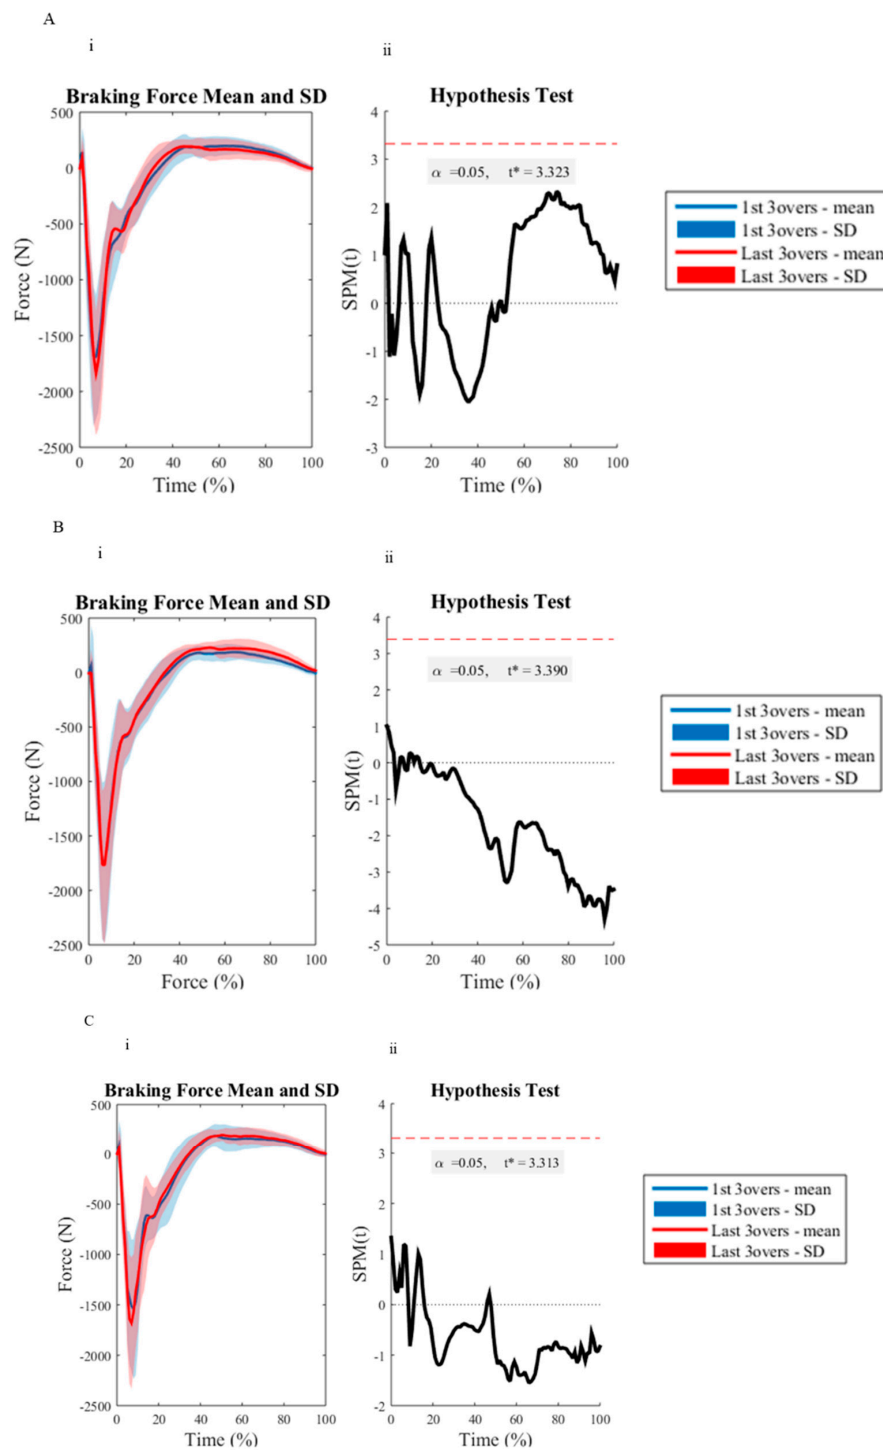 A
i
ii
Braking Force Mean and SD
Hypothesis Test
500
0
-500
-1000
-1500
-2000
-2500
Force (N)
0 20 40 60 80 100
Time (%)
4
3
2
1
0
-1
-2
-3
SPM(t)
α =0.05, t* = 3.323
0 20 40 60 80 100
Time (%)
1st 3overs - mean
1st 3overs - SD
Last 3overs - mean
Last 3overs - SD
B
i
ii
Braking Force Mean and SD
Hypothesis Test
500
0
-500
-1000
-1500
-2000
-2500
Force (N)
0 20 40 60 80 100
Force (%)
4
3
2
1
0
-1
-2
-3
-4
-5
SPM(t)
α =0.05, t* = 3.390
0 20 40 60 80 100
Time (%)
1st 3overs - mean
1st 3overs - SD
Last 3overs - mean
Last 3overs - SD
C
i
ii
Braking Force Mean and SD
Hypothesis Test
500
0
-500
-1000
-1500
-2000
-2500
Force (N)
0 20 40 60 80 100
Time (%)
4
3
2
1
0
-1
-2
SPM(t)
α =0.05, t* = 3.313
0 20 40 60 80 100
Time (%)
1st 3overs - mean
1st 3overs - SD
Last 3overs - mean
Last 3overs - SD